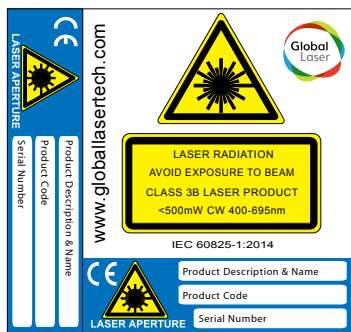 CE
LASER APERTURE
Product Description & Name
Product Code
Serial Number
www.globallasertech.com
Global
Laser
LASER RADIATION
AVOID EXPOSURE TO BEAM
CLASS 3B LASER PRODUCT
<500mW CW 400-695nm
IEC 60825-1:2014
CE
LASER APERTURE
Product Description & Name
Product Code
Serial Number